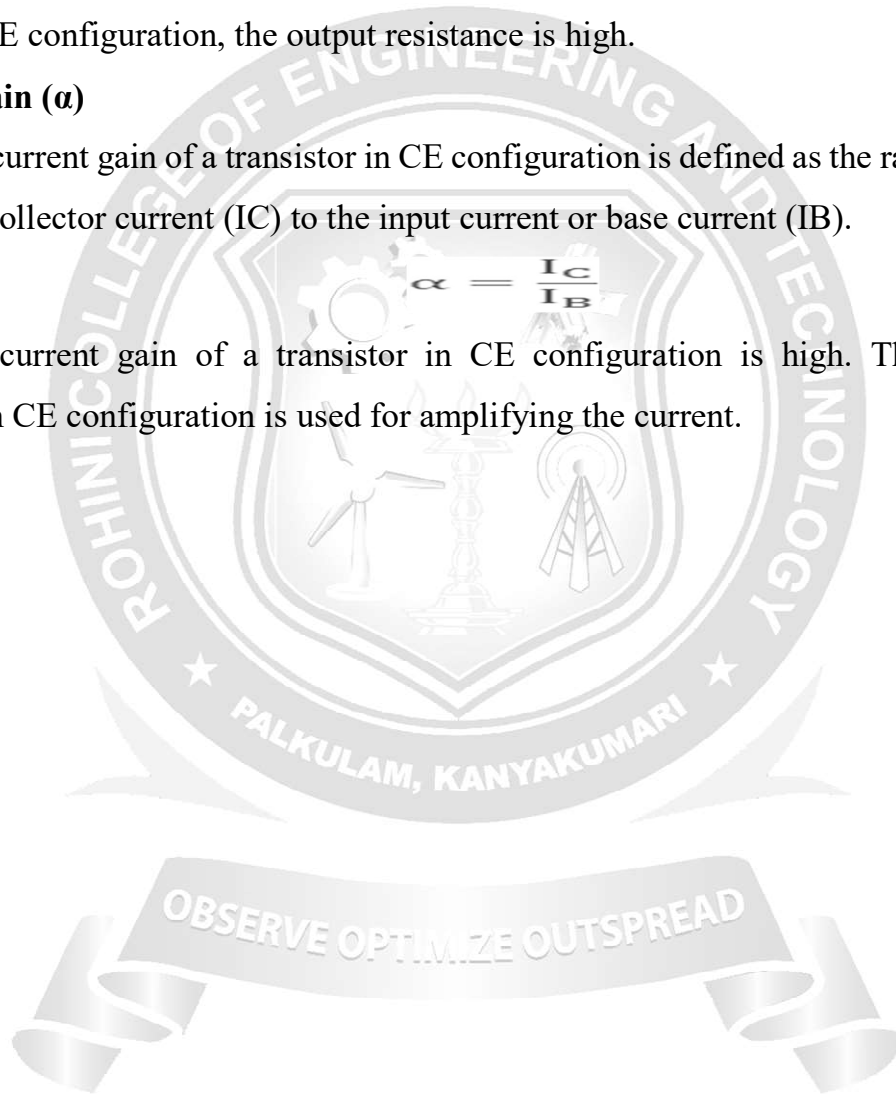 E configuration, the output resistance is high.
ain (α)
current gain of a transistor in CE configuration is defined as the ra
ollector current (IC) to the input current or base current (IB).
α = I_C / I_B
current gain of a transistor in CE configuration is high. Th
n CE configuration is used for amplifying the current.
ROHINI COLLEGE OF ENGINEERING AND TECHNOLOGY
PALKULAM, KANYAKUMARI
OBSERVE OPTIMIZE OUTSPREAD